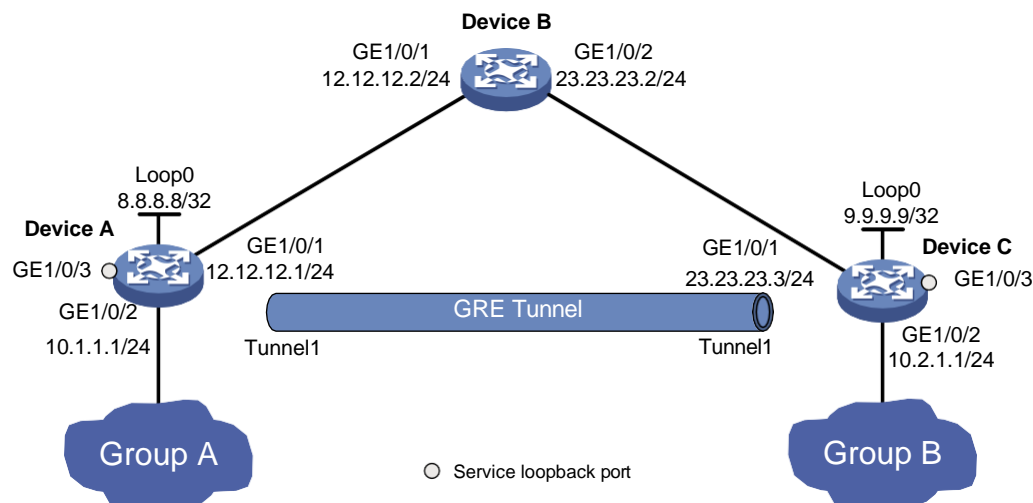 Device B
GE1/0/1
12.12.12.2/24
GE1/0/2
23.23.23.2/24
Loop0
8.8.8.8/32
Device A
GE1/0/3
GE1/0/1
12.12.12.1/24
GE1/0/2
10.1.1.1/24
Loop0
9.9.9.9/32
Device C
GE1/0/1
23.23.23.3/24
GE1/0/3
GE1/0/2
10.2.1.1/24
GRE Tunnel
Tunnel1
Tunnel1
Group A
Group B
Service loopback port